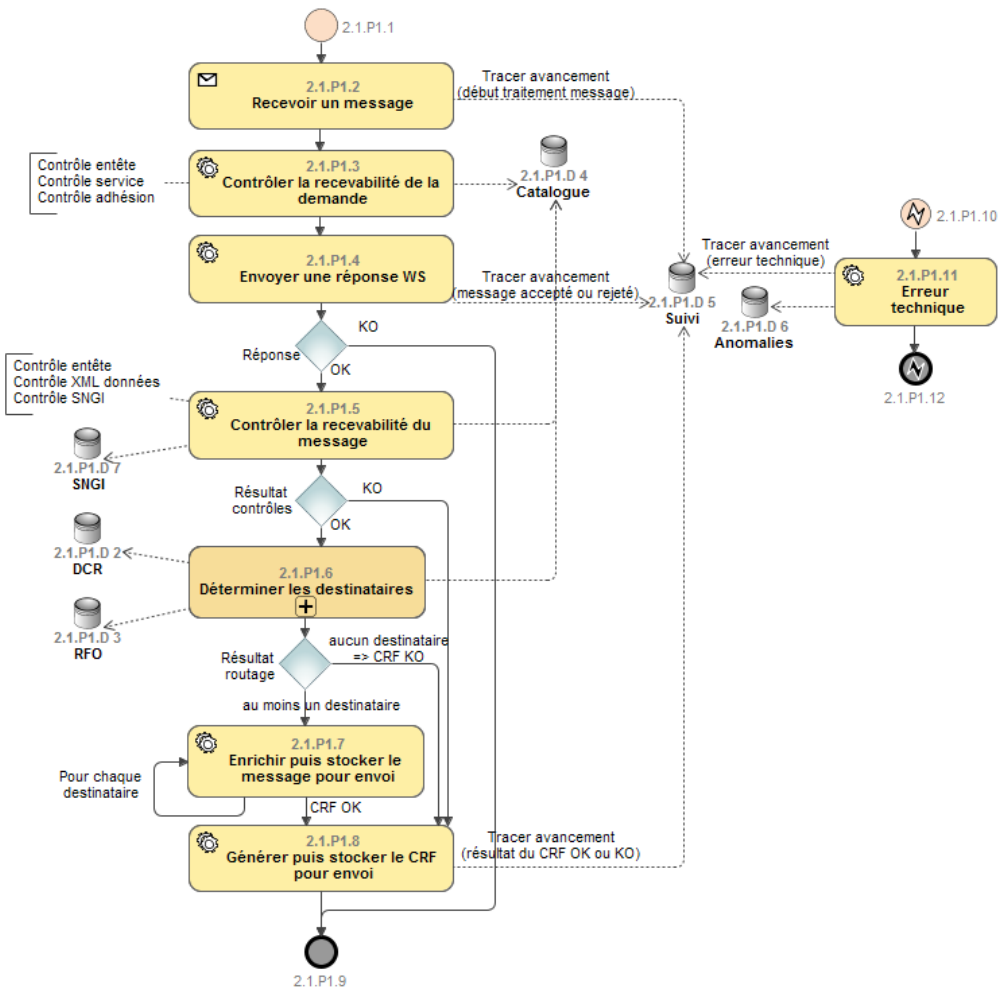 2.1.P1.1
2.1.P1.2
Recevoir un message
Tracer avancement
(début traitement message)
Contrôle entête
Contrôle service
Contrôle adhésion
2.1.P1.3
Contrôler la recevabilité de la
demande
2.1.P1.D 4
Catalogue
2.1.P1.4
Envoyer une réponse WS
Tracer avancement
(message accepté ou rejeté)
2.1.P1.D 5
Suivi
Tracer avancement
(erreur technique)
2.1.P1.10
2.1.P1.11
Erreur
technique
2.1.P1.D 6
Anomalies
2.1.P1.12
KO
Réponse
OK
Contrôle entête
Contrôle XML données
Contrôle SNGI
2.1.P1.5
Contrôler la recevabilité du
message
2.1.P1.D 7
SNGI
Résultat
contrôles
KO
OK
2.1.P1.D 2
DCR
2.1.P1.6
Déterminer les destinataires
2.1.P1.D 3
RFO
Résultat
routage
aucun destinataire
=> CRF KO
au moins un destinataire
2.1.P1.7
Enrichir puis stocker le
message pour envoi
Pour chaque
destinataire
CRF OK
2.1.P1.8
Générer puis stocker le CRF
pour envoi
Tracer avancement
(résultat du CRF OK ou KO)
2.1.P1.9